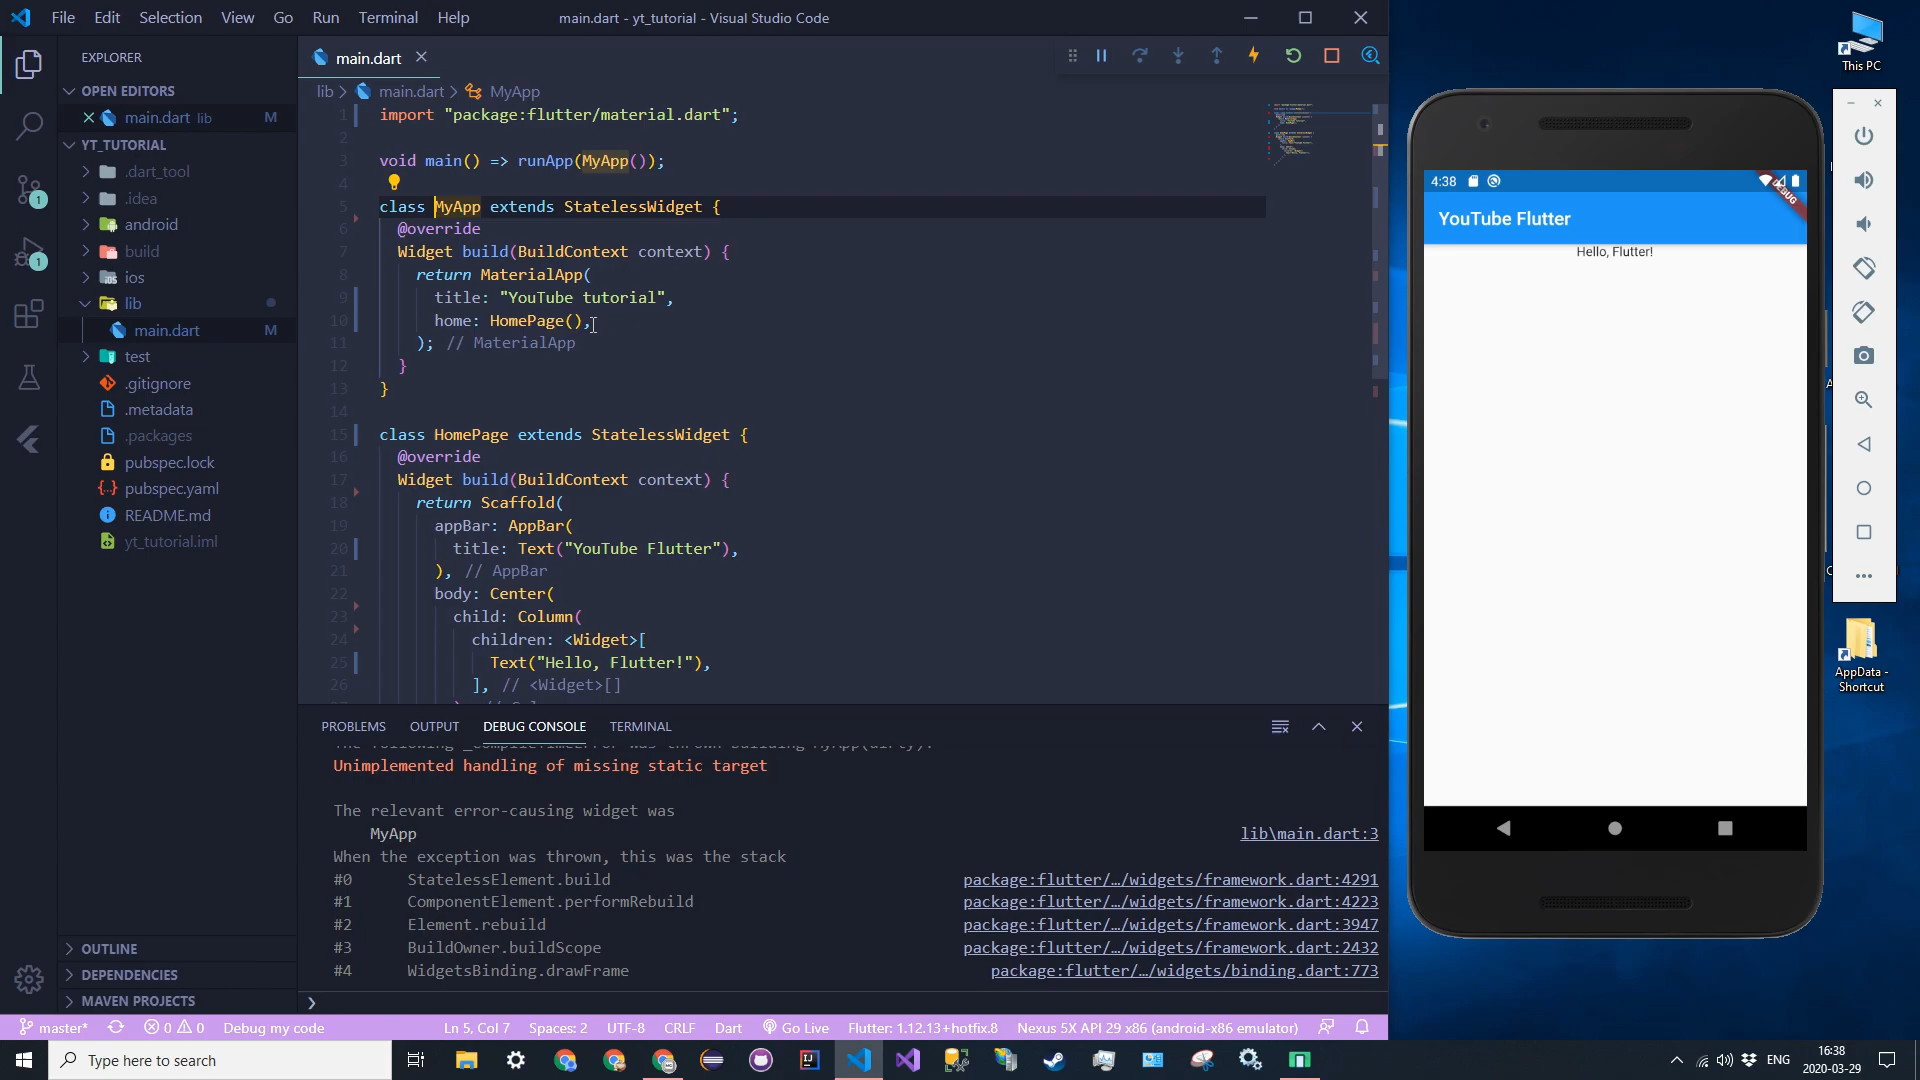 File Edit Selection View Go Run Terminal Help
main.dart - yt_tutorial - Visual Studio Code
EXPLORER
OPEN EDITORS
main.dart lib M
YT_TUTORIAL
.dart_tool
.idea
android
build
ios
lib
main.dart M
test
.gitignore
.metadata
.packages
pubspec.lock
pubspec.yaml
README.md
yt_tutorial.iml
OUTLINE
DEPENDENCIES
MAVEN PROJECTS
1
1
main.dart
lib > main.dart > MyApp
1 import "package:flutter/material.dart";
2
3 void main() => runApp(MyApp());
4
5 class MyApp extends StatelessWidget {
6 @override
7 Widget build(BuildContext context) {
8 return MaterialApp(
9 title: "YouTube tutorial",
10 home: HomePage(),
11 ); // MaterialApp
12 }
13 }
14
15 class HomePage extends StatelessWidget {
16 @override
17 Widget build(BuildContext context) {
18 return Scaffold(
19 appBar: AppBar(
20 title: Text("YouTube Flutter"),
21 ), // AppBar
22 body: Center(
23 child: Column(
24 children: <Widget>[
25 Text("Hello, Flutter!"),
26 ], // <Widget>[]
PROBLEMS OUTPUT DEBUG CONSOLE TERMINAL
Unimplemented handling of missing static target
The relevant error-causing widget was
MyApp lib\main.dart:3
When the exception was thrown, this was the stack
#0 StatelessElement.build package:flutter/…/widgets/framework.dart:4291
#1 ComponentElement.performRebuild package:flutter/…/widgets/framework.dart:4223
#2 Element.rebuild package:flutter/…/widgets/framework.dart:3947
#3 BuildOwner.buildScope package:flutter/…/widgets/framework.dart:2432
#4 WidgetsBinding.drawFrame package:flutter/…/widgets/binding.dart:773
master* 0 0 Debug my code Ln 5, Col 7 Spaces: 2 UTF-8 CRLF Dart Go Live Flutter: 1.12.13+hotfix.8 Nexus 5X API 29 x86 (android-x86 emulator)
Type here to search
ENG
16:38
2020-03-29
4:38
DEBUG
YouTube Flutter
Hello, Flutter!
This PC
AppData -
Shortcut